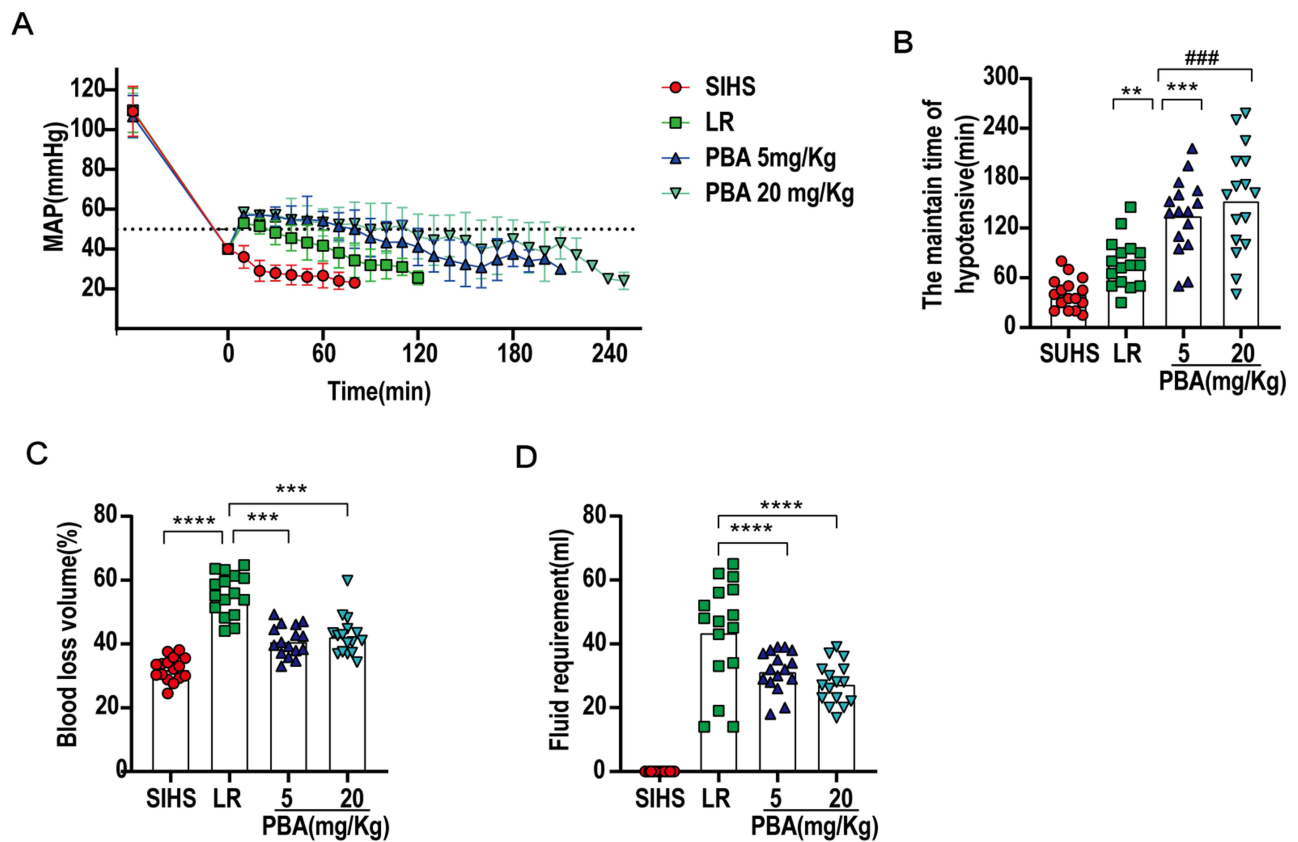 A
MAP(mmHg)
120
100
80
60
40
20
0 60 120 180 240
Time(min)
SIHS
LR
PBA 5mg/Kg
PBA 20 mg/Kg
B
The maintain time of
hypotensive(min)
300
240
180
120
60
0
###
** ***
SUHS LR 5 20
PBA(mg/Kg)
C
Blood loss volume(%)
80
60
40
20
0
***
**** ***
SIHS LR 5 20
PBA(mg/Kg)
D
Fluid requirement(ml)
80
60
40
20
0
****
****
SIHS LR 5 20
PBA(mg/Kg)